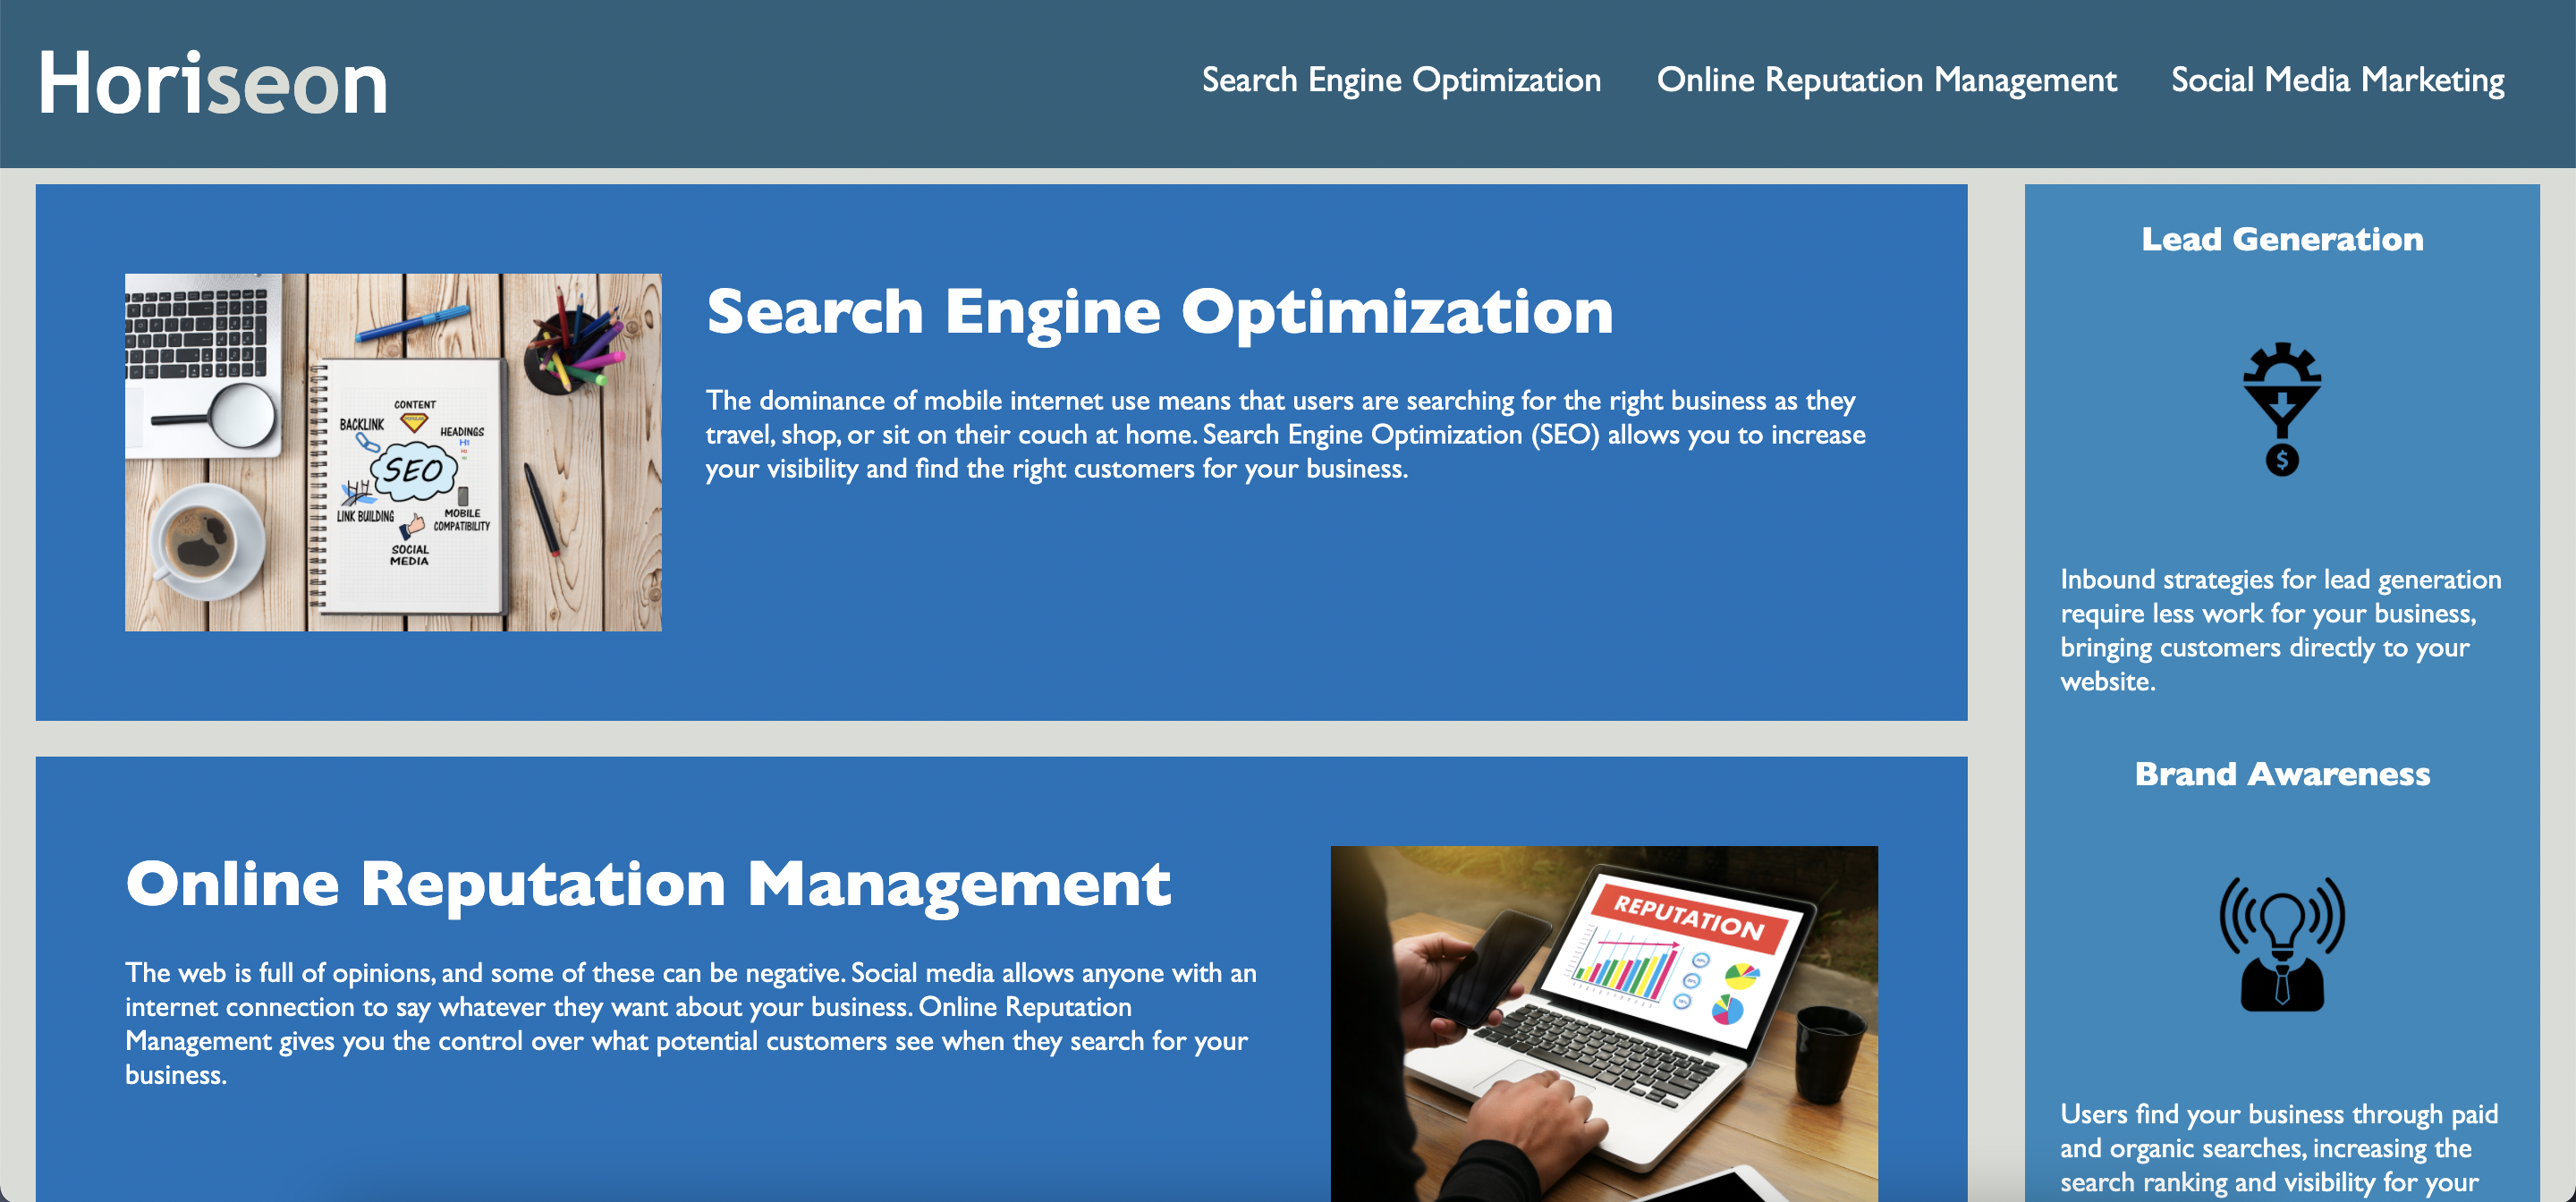 Horiseon
Search Engine Optimization
Online Reputation Management
Social Media Marketing
CONTENT
BACKLINK
HEADINGS
H1
SEO
LINK BUILDING
MOBILE
COMPATIBILITY
SOCIAL
MEDIA
Search Engine Optimization
The dominance of mobile internet use means that users are searching for the right business as they
travel, shop, or sit on their couch at home. Search Engine Optimization (SEO) allows you to increase
your visibility and find the right customers for your business.
Online Reputation Management
The web is full of opinions, and some of these can be negative. Social media allows anyone with an
internet connection to say whatever they want about your business. Online Reputation
Management gives you the control over what potential customers see when they search for your
business.
REPUTATION
Lead Generation
$
Inbound strategies for lead generation
require less work for your business,
bringing customers directly to your
website.
Brand Awareness
Users find your business through paid
and organic searches, increasing the
search ranking and visibility for your